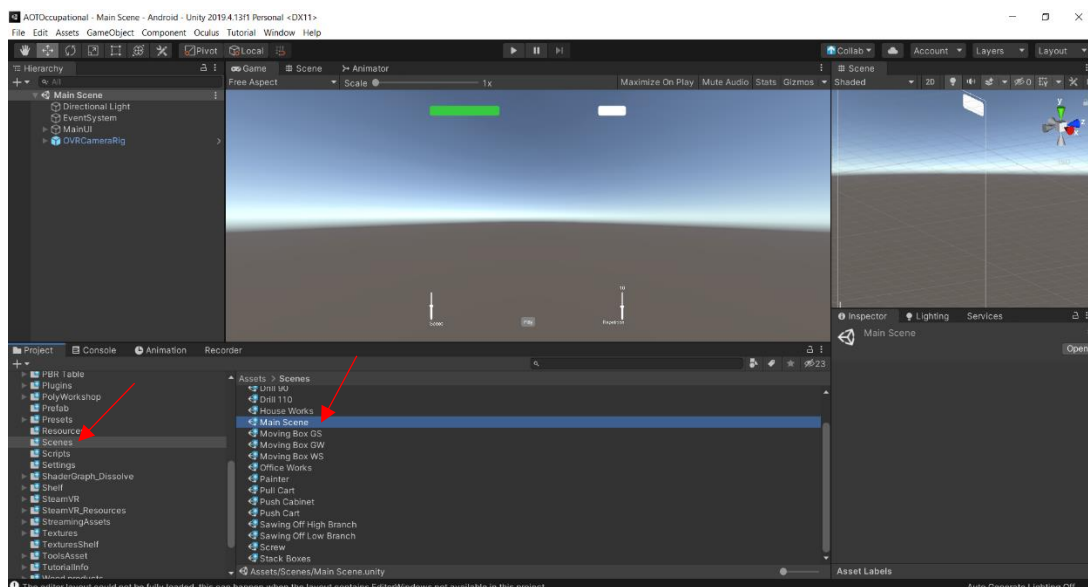 AOTOccupational - Main Scene - Android - Unity 2019.4.13f1 Personal <DX11>
File Edit Assets GameObject Component Oculus Tutorial Window Help
Pivot Local Collab Account Layers Layout
Hierarchy
All
Main Scene
Directional Light
EventSystem
MainUI
OVRCameraRig
Game Scene Animator
Free Aspect Scale 1x Maximize On Play Mute Audio Stats Gizmos
10
Play
Scene
Shaded 2D 0
y
z
x
Inspector Lighting Services
Main Scene
Open
Project Console Animation Recorder
23
PBR Table
Plugins
PolyWorkshop
Prefab
Presets
Resources
Scenes
Scripts
Settings
ShaderGraph_Dissolve
Shelf
SteamVR
SteamVR_Resources
StreamingAssets
Textures
TexturesShelf
ToolsAsset
TutorialInfo
Wand products
Assets > Scenes
Drill 90
Drill 110
House Works
Main Scene
Moving Box GS
Moving Box GW
Moving Box WS
Office Works
Painter
Pull Cart
Push Cabinet
Push Cart
Sawing Off High Branch
Sawing Off Low Branch
Screw
Stack Boxes
Assets/Scenes/Main Scene.unity
Asset Labels
The editor layout could not be fully loaded, this can happen when the layout contains EditorWindows not available in this project
Auto Generate Lighting Off